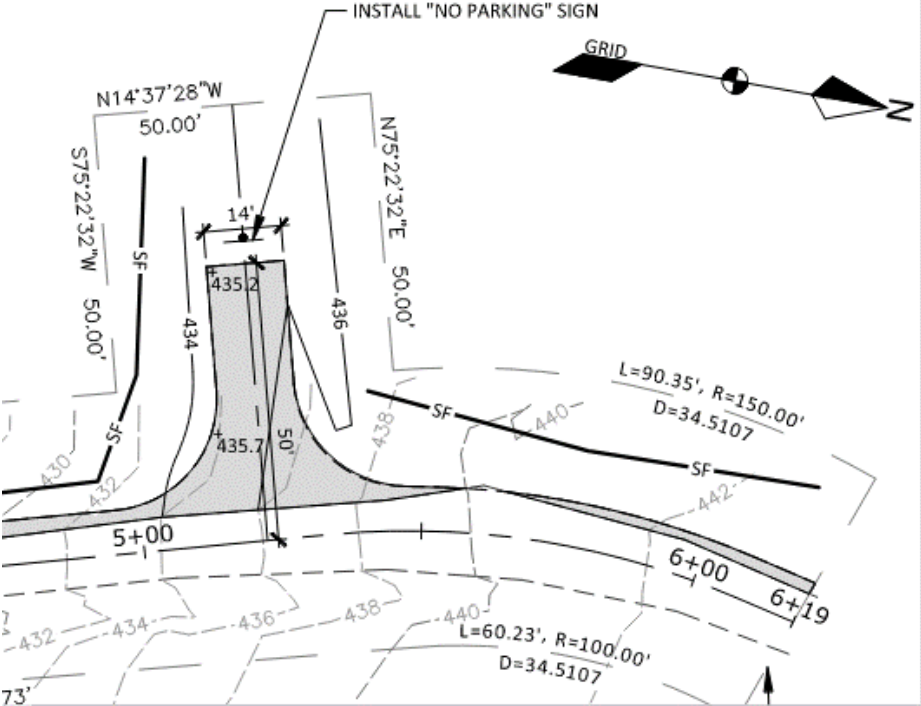 INSTALL "NO PARKING" SIGN
GRID
N
N14°37'28"W
50.00'
S75°22'32"W
50.00'
N75°22'32"E
50.00'
14'
SF
435.2
434
436
L=90.35', R=150.00'
D=34.5107
SF
438
440
SF
435.7
50'
SF
430
432
442
5+00
6+00
6+19
432
434
436
438
440
L=60.23', R=100.00'
D=34.5107
73'